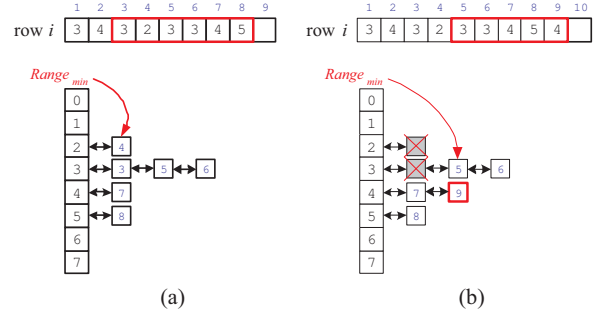 1 2 3 4 5 6 7 8 9
row i 3 4 3 2 3 3 4 5
Range min
0
1
2 4
3 3 5 6
4 7
5 8
6
7
(a)
1 2 3 4 5 6 7 8 9 10
row i 3 4 3 2 3 3 4 5 4
Range min
0
1
2
3 5 6
4 7 9
5 8
6
7
(b)